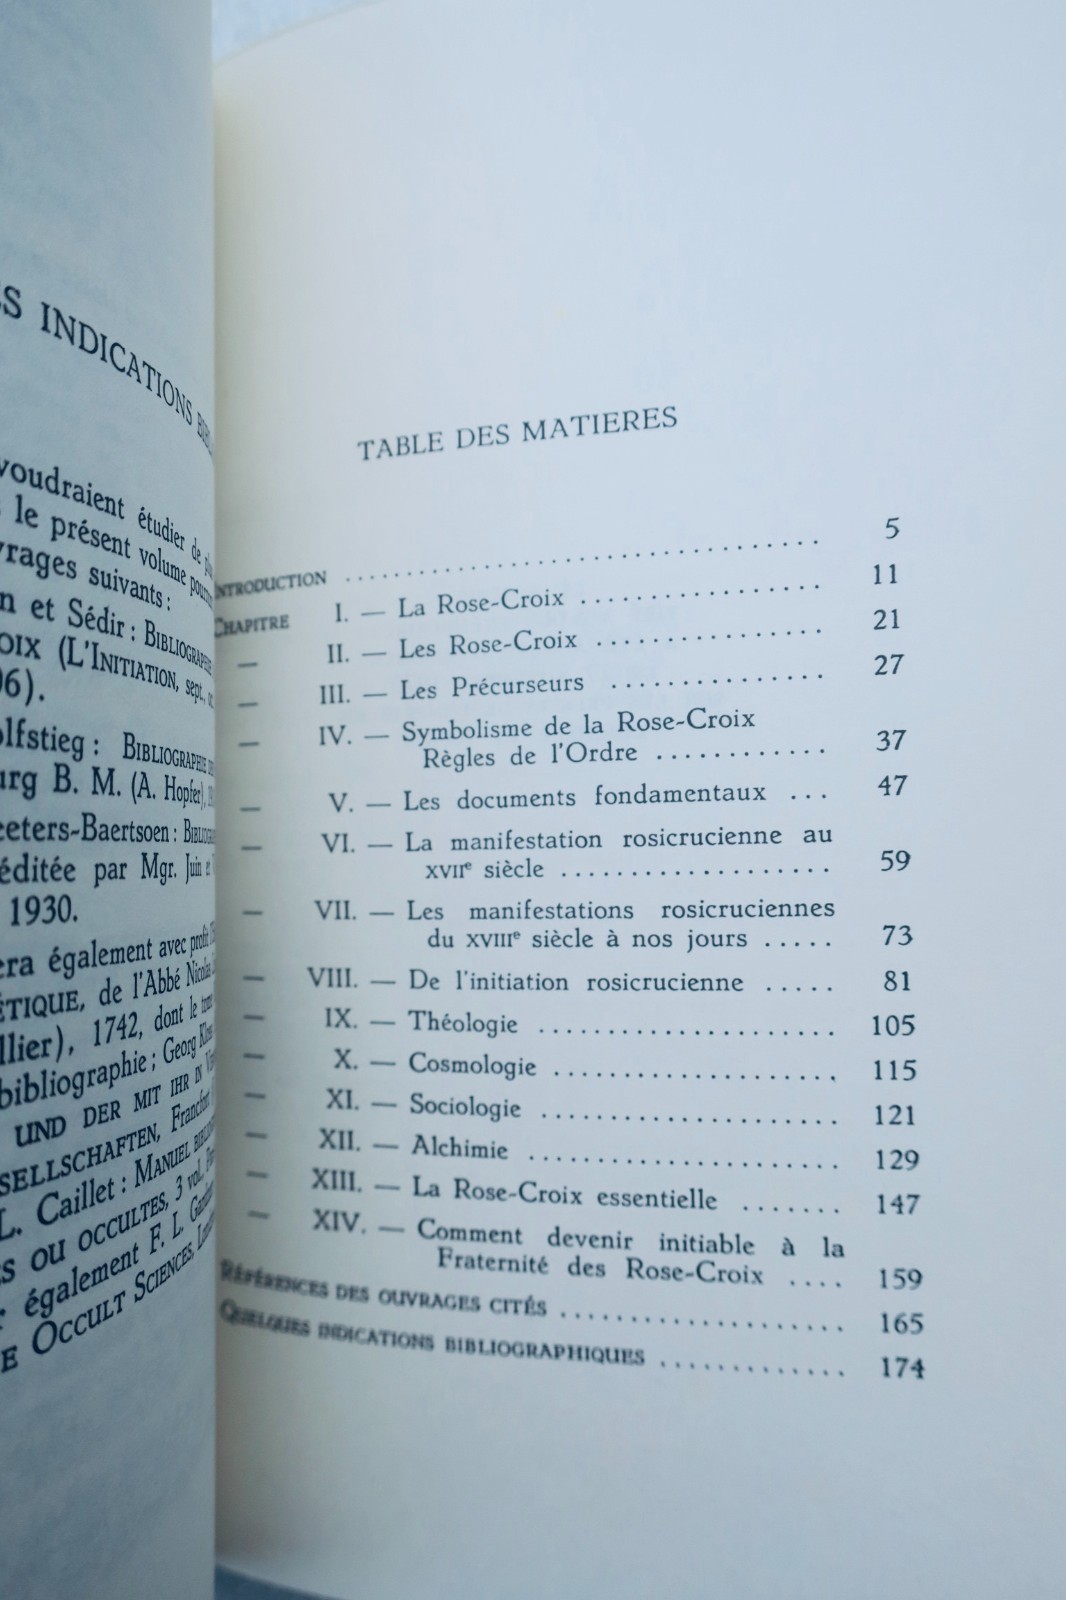 S INDICATIONS
voudraient étudier de
le présent volume
vrages suivants :
n et Sédir : BIBLIOGRAPHIE
OIX (L'INITIATION, sept.,
06).
olfstieg : BIBLIOGRAPHIE
urg B. M. (A. Hopfer),
eeters-Baertsoen :
éditée par Mgr. Juin et
1930.
era également avec profit
ÉTIQUE, de l'Abbé Nicolas
llier), 1742, dont le tome
bibliographie ; Georg
UND DER MIT IHR IN
SELLSCHAFTEN,
L. Caillet : MANUEL
S OU OCCULTES, 3 vol.,
r également F. L.
E OCCULT SCIENCES,
TABLE DES MATIERES
INTRODUCTION .......... 5
CHAPITRE I. — La Rose-Croix .......... 11
— II. — Les Rose-Croix .......... 21
— III. — Les Précurseurs .......... 27
— IV. — Symbolisme de la Rose-Croix
Règles de l'Ordre .......... 37
— V. — Les documents fondamentaux ... 47
— VI. — La manifestation rosicrucienne au
XVIIe siècle .......... 59
— VII. — Les manifestations rosicruciennes
du XVIIIe siècle à nos jours ..... 73
— VIII. — De l'initiation rosicrucienne ..... 81
— IX. — Théologie .......... 105
— X. — Cosmologie .......... 115
— XI. — Sociologie .......... 121
— XII. — Alchimie .......... 129
— XIII. — La Rose-Croix essentielle ....... 147
— XIV. — Comment devenir initiable à la
Fraternité des Rose-Croix .... 159
RÉFÉRENCES DES OUVRAGES CITÉS .......... 165
QUELQUES INDICATIONS BIBLIOGRAPHIQUES .......... 174